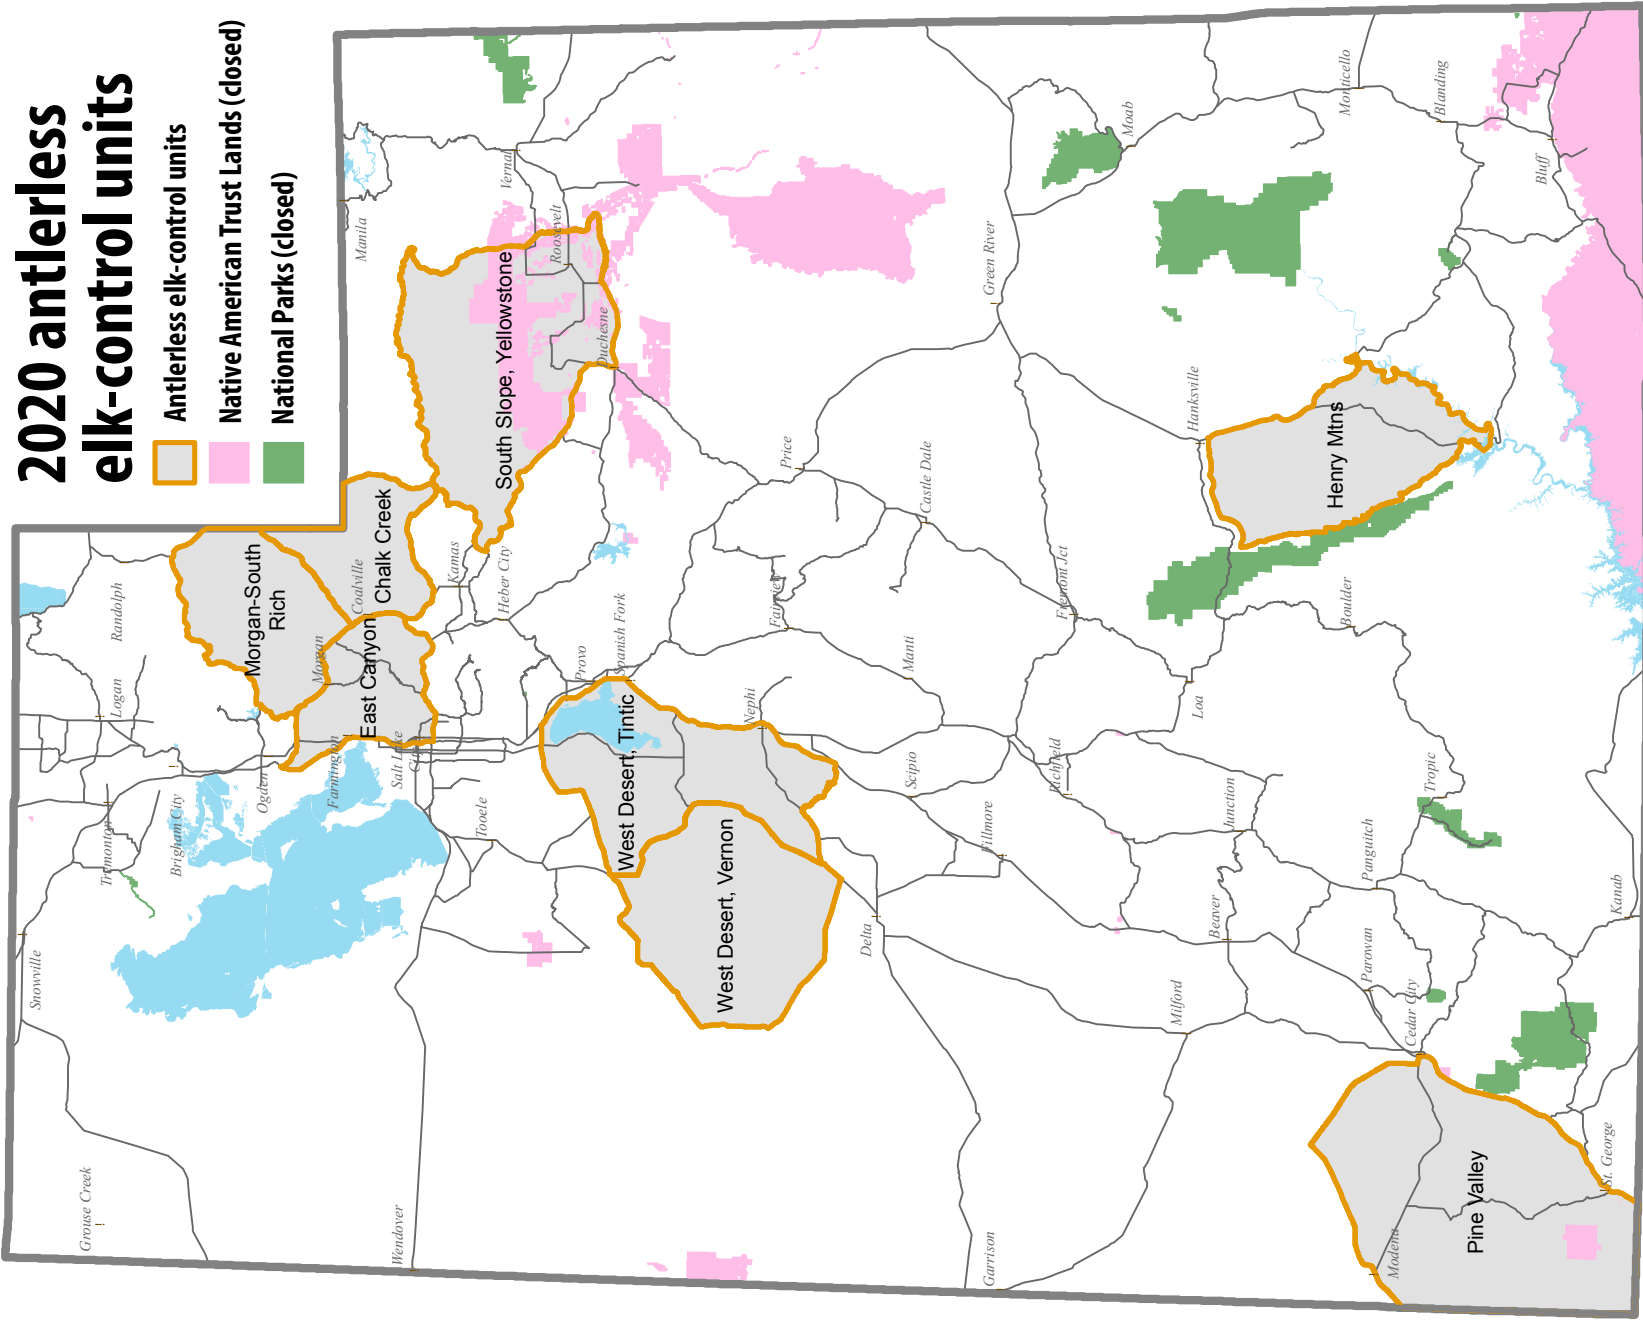 2020 antlerless
elk-control units
Antlerless elk-control units
Native American Trust Lands (closed)
National Parks (closed)
Snowville
Grouse Creek
Tremonton
Logan
Randolph
Brigham City
Morgan-South
Rich
Ogden
Morgan
Coalville
Chalk Creek
Manila
Farmington
East Canyon
Salt Lake
City
Wendover
Kamas
Tooele
Heber City
South Slope, Yellowstone
Vernal
Roosevelt
Duchesne
Provo
Spanish Fork
West Desert, Tintic
West Desert, Vernon
Nephi
Fairview
Price
Delta
Scipio
Manti
Castle Dale
Green River
Garrison
Fillmore
Richfield
Fremont Jct
Moab
Milford
Beaver
Junction
Loa
Hanksville
Henry Mtns
Boulder
Monticello
Modena
Parowan
Panguitch
Cedar City
Tropic
Blanding
Pine Valley
Bluff
St. George
Kanab